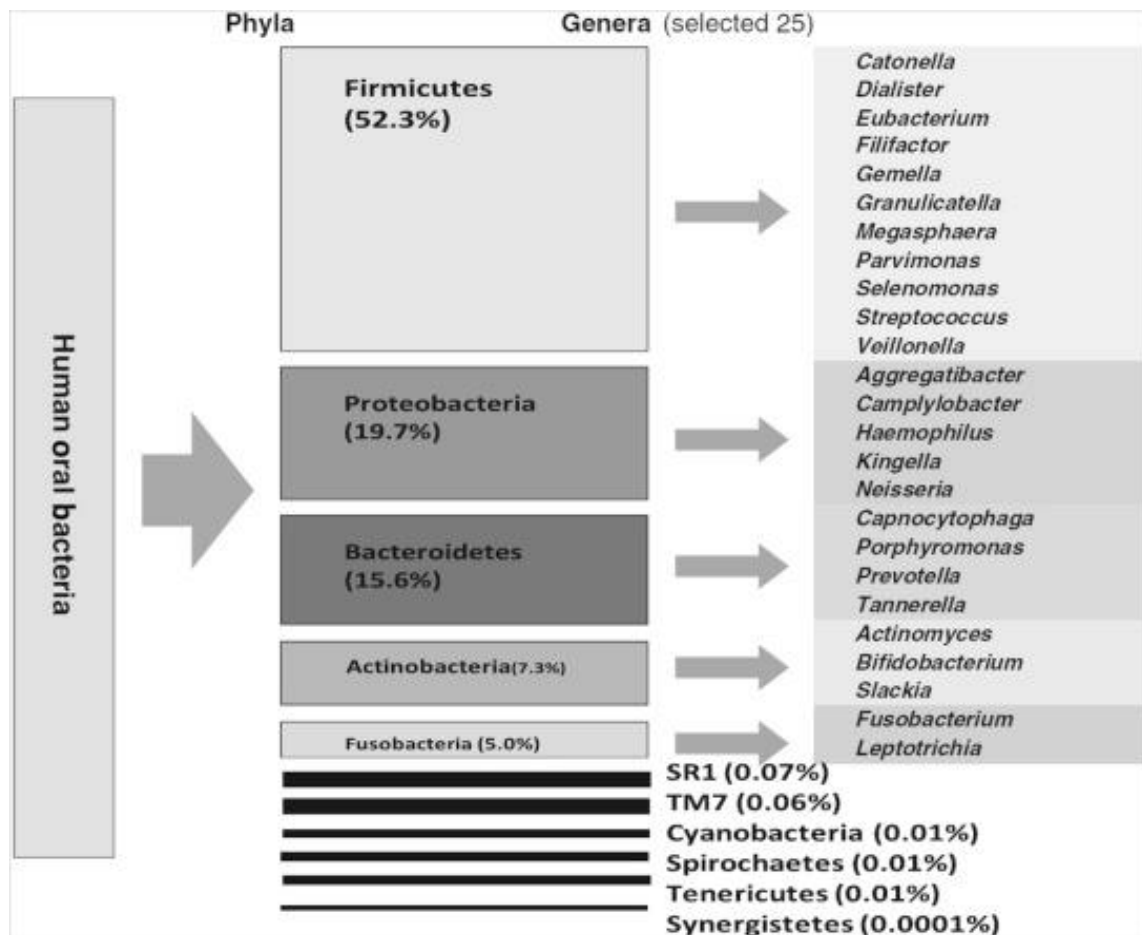 Phyla
Genera (selected 25)
Human oral bacteria
Firmicutes
(52.3%)
Catonella
Dialister
Eubacterium
Filifactor
Gemella
Granulicatella
Megasphaera
Parvimonas
Selenomonas
Streptococcus
Veillonella
Proteobacteria
(19.7%)
Aggregatibacter
Camplylobacter
Haemophilus
Kingella
Neisseria
Bacteroidetes
(15.6%)
Capnocytophaga
Porphyromonas
Prevotella
Tannerella
Actinobacteria(7.3%)
Actinomyces
Bifidobacterium
Slackia
Fusobacteria (5.0%)
Fusobacterium
Leptotrichia
SR1 (0.07%)
TM7 (0.06%)
Cyanobacteria (0.01%)
Spirochaetes (0.01%)
Tenericutes (0.01%)
Synergistetes (0.0001%)